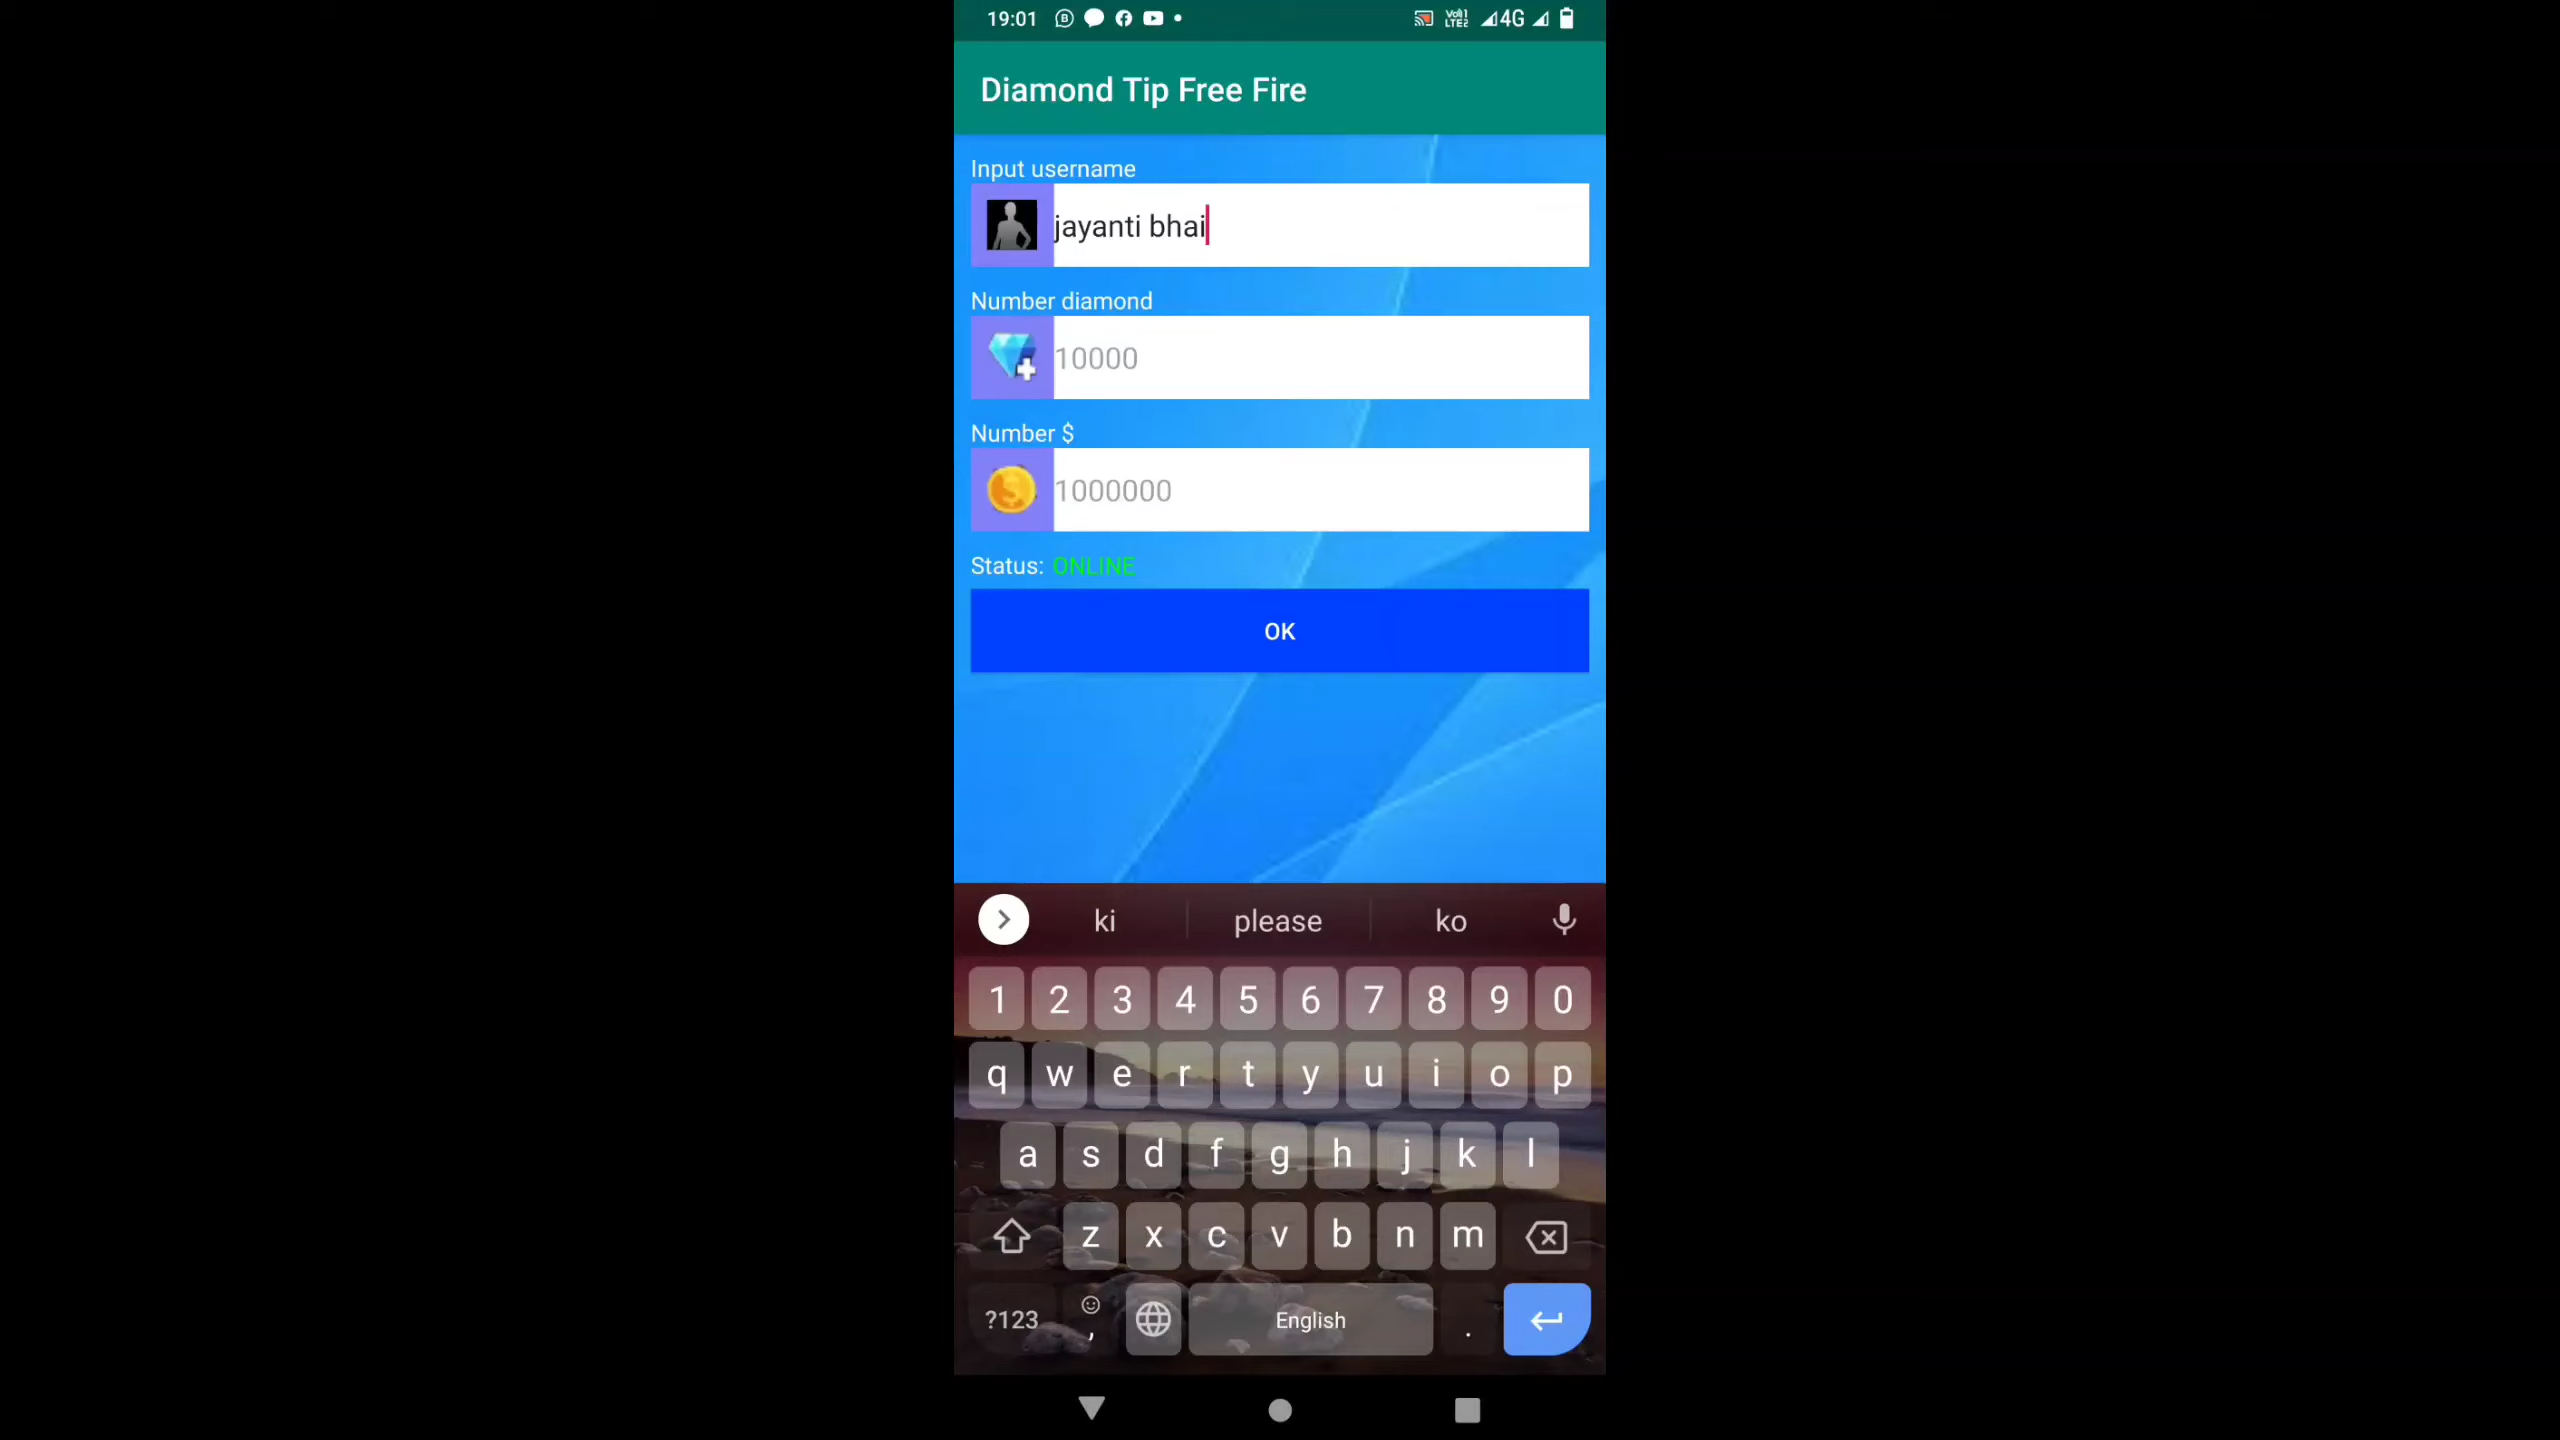 19:01 4G
Diamond Tip Free Fire
Input username
jayanti bhai
Number diamond
10000
Number $
1000000
Status: ONLINE
OK
ki please ko
1 2 3 4 5 6 7 8 9 0
q w e r t y u i o p
a s d f g h j k l
z x c v b n m
?123 , English .